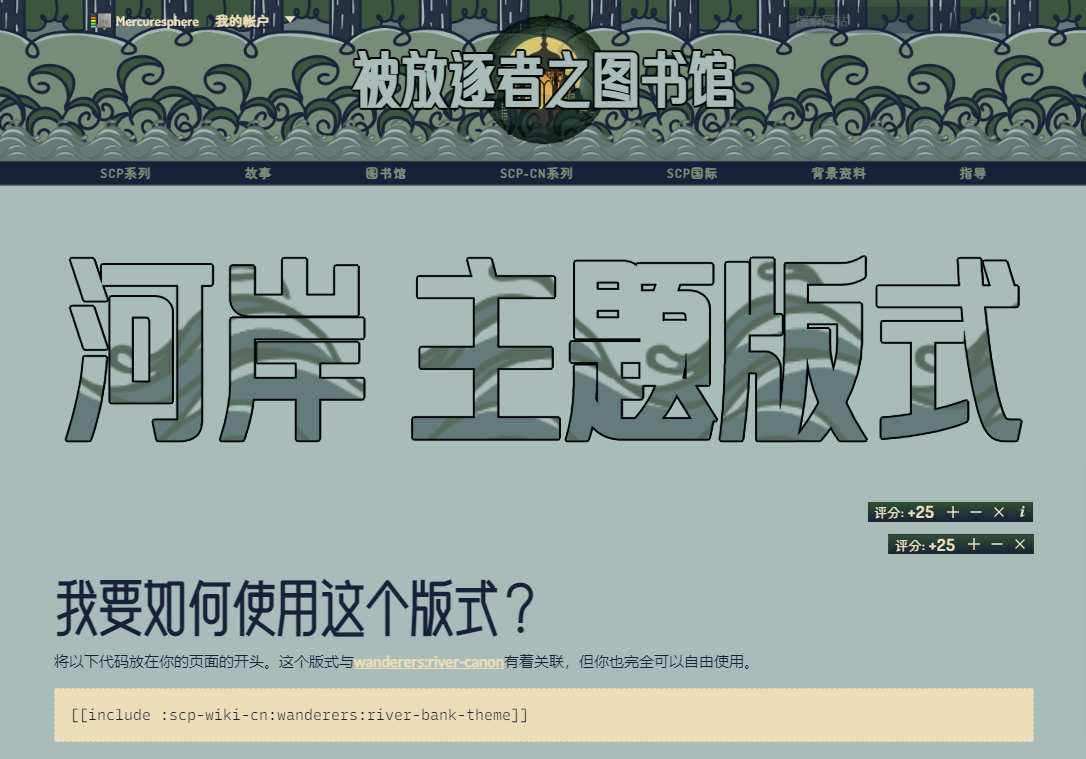 Mercuresphere 我的帐户 ▼
搜索网站
被放逐者之图书馆
SCP系列 故事 图书馆 SCP-CN系列 SCP国际 背景资料 指导
河岸 主题版式
评分: +25 + − × i
评分: +25 + − ×
我要如何使用这个版式？
将以下代码放在你的页面的开头。这个版式与wanderers:river-canon有着关联，但你也完全可以自由使用。
[[include :scp-wiki-cn:wanderers:river-bank-theme]]